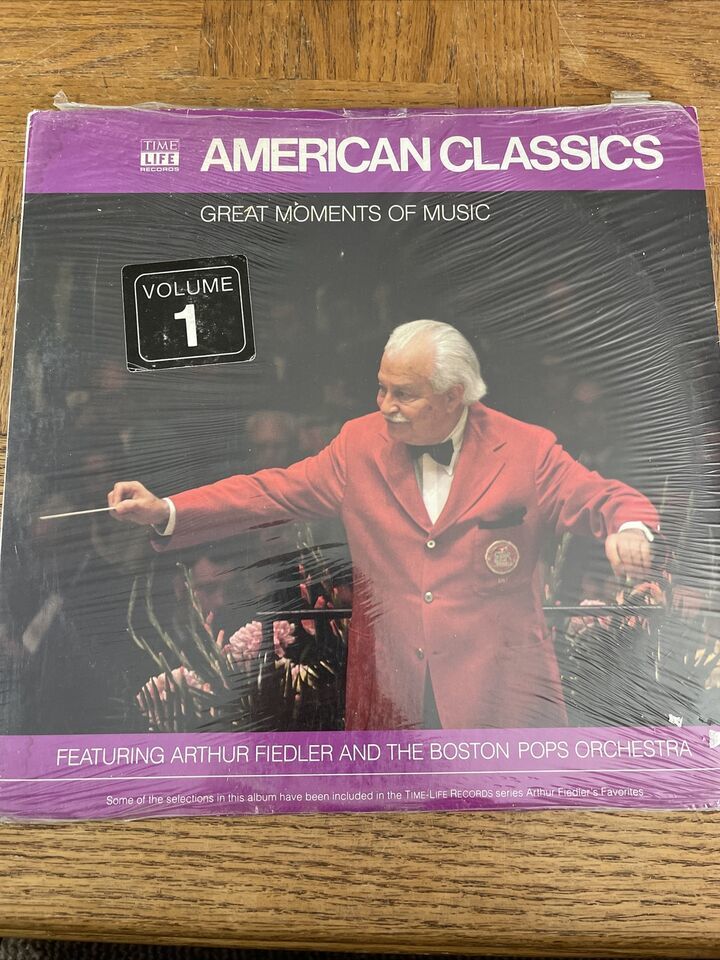 TIME
LIFE
RECORDS
AMERICAN CLASSICS
GREAT MOMENTS OF MUSIC
VOLUME
1
FEATURING ARTHUR FIEDLER AND THE BOSTON POPS ORCHESTRA
Some of the selections in this album have been included in the TIME-LIFE RECORDS series Arthur Fiedler's Favorites